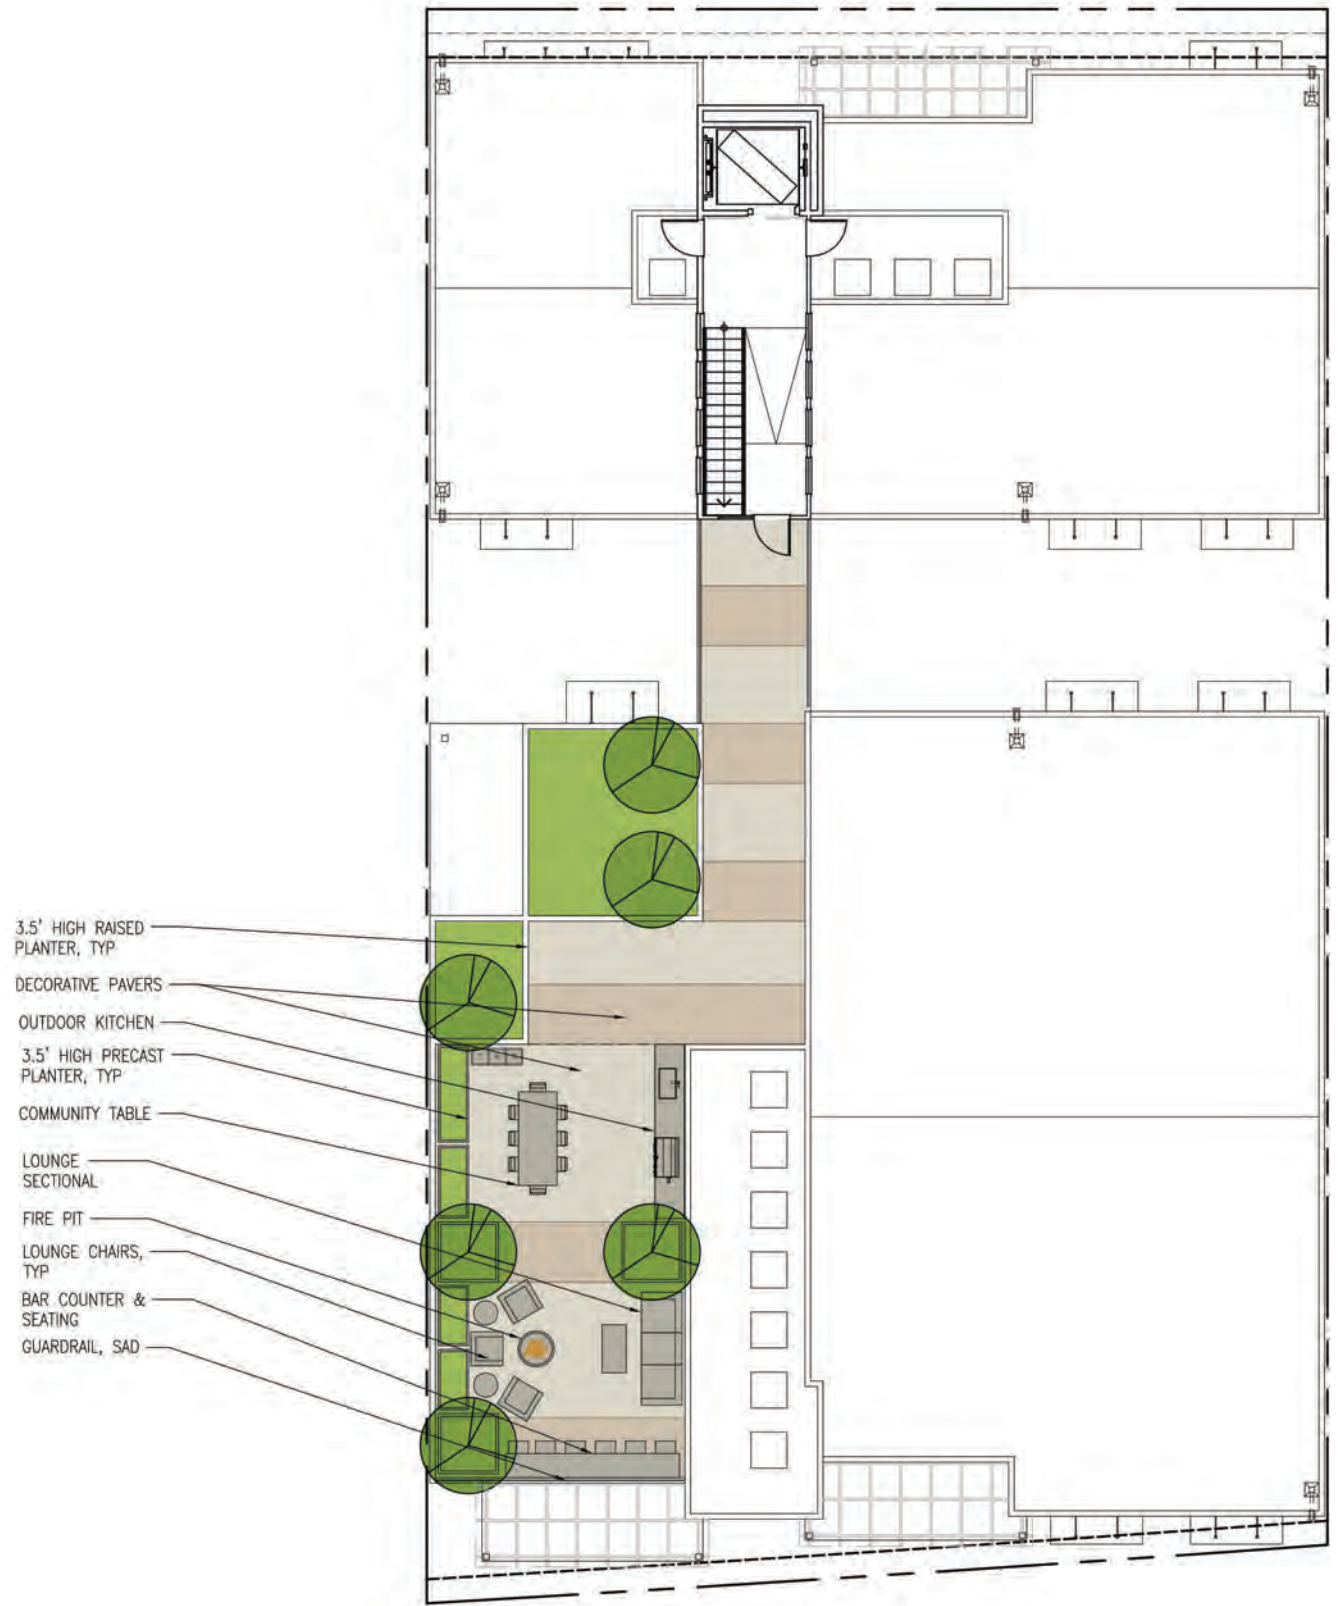 3.5' HIGH RAISED
PLANTER, TYP
DECORATIVE PAVERS
OUTDOOR KITCHEN
3.5' HIGH PRECAST
PLANTER, TYP
COMMUNITY TABLE
LOUNGE
SECTIONAL
FIRE PIT
LOUNGE CHAIRS,
TYP
BAR COUNTER &
SEATING
GUARDRAIL, SAD